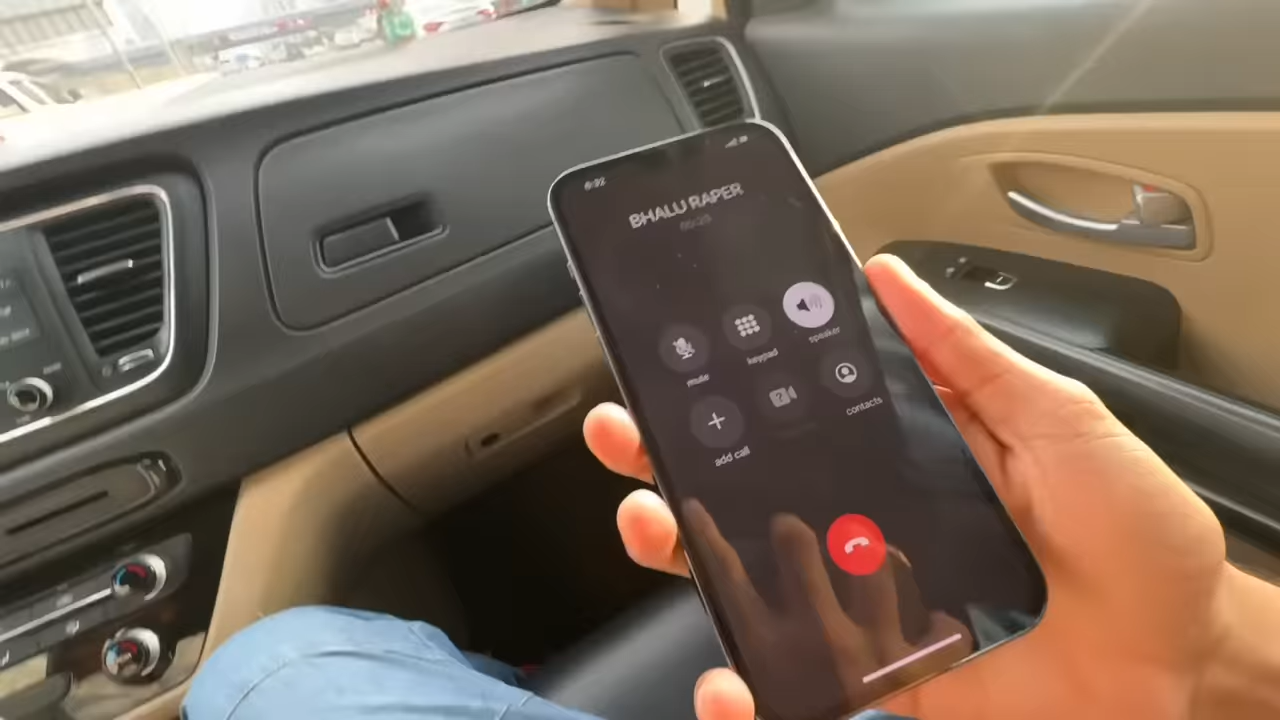 BHALU RAPER
mute
keypad
speaker
add call
contacts